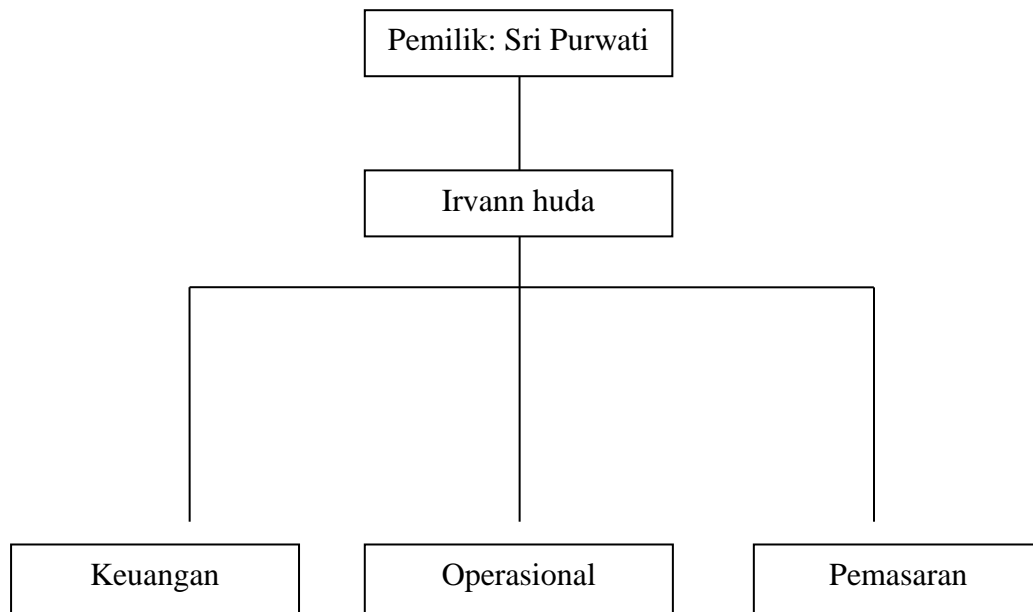 Pemilik: Sri Purwati
Irvann huda
Keuangan
Operasional
Pemasaran